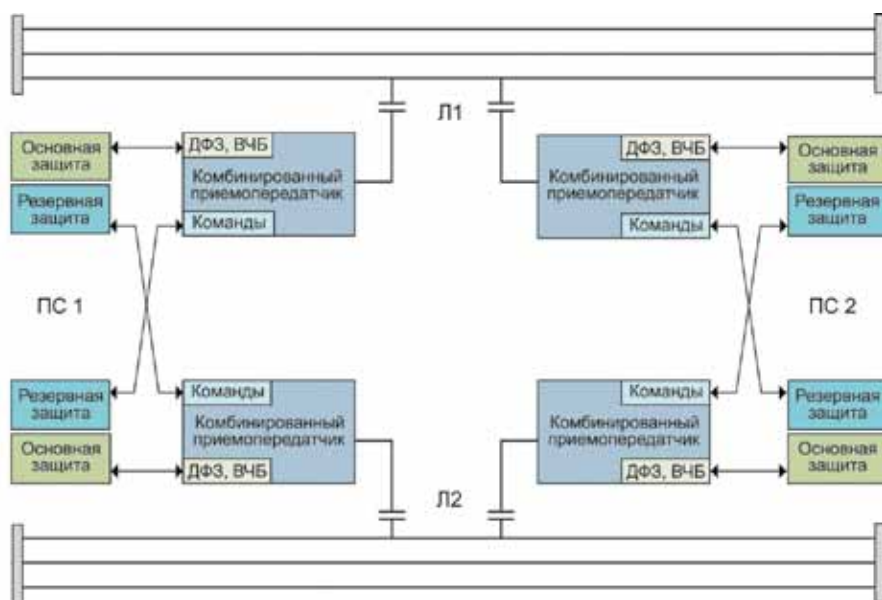 Л1
Основная
защита
ДФЗ, ВЧБ
Комбинированный
приемопередатчик
Команды
Резервная
защита
ДФЗ, ВЧБ
Комбинированный
приемопередатчик
Команды
Основная
защита
Резервная
защита
ПС 1
ПС 2
Резервная
защита
Основная
защита
Команды
Комбинированный
приемопередатчик
ДФЗ, ВЧБ
Команды
Комбинированный
приемопередатчик
ДФЗ, ВЧБ
Резервная
защита
Основная
защита
Л2